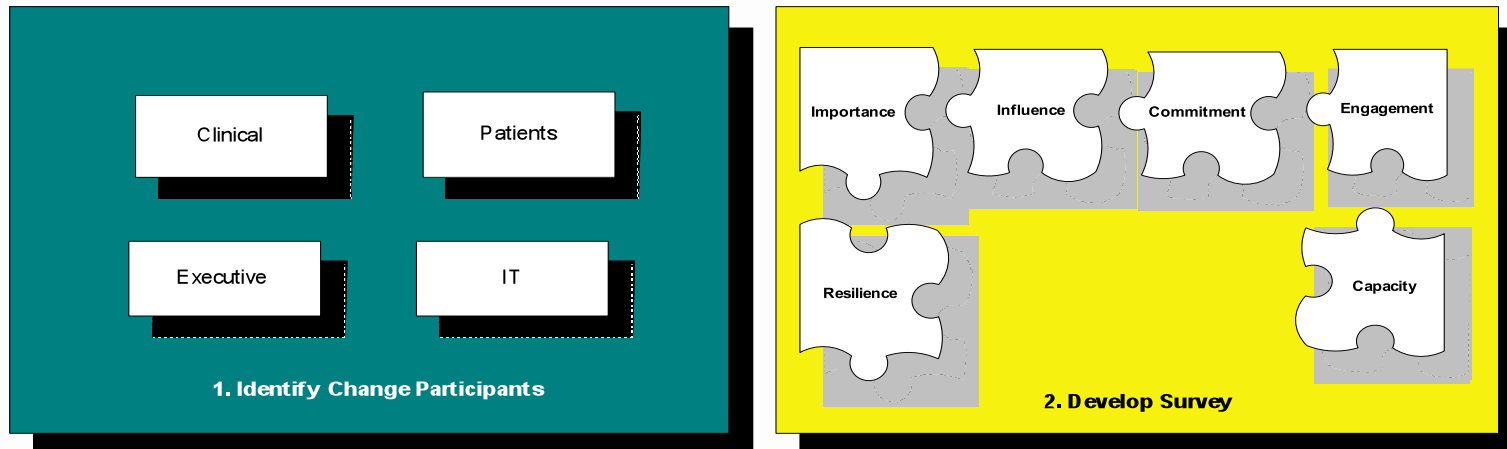 Clinical
Patients
Executive
IT
1. Identify Change Participants
Importance
Influence
Commitment
Engagement
Resilience
Capacity
2. Develop Survey